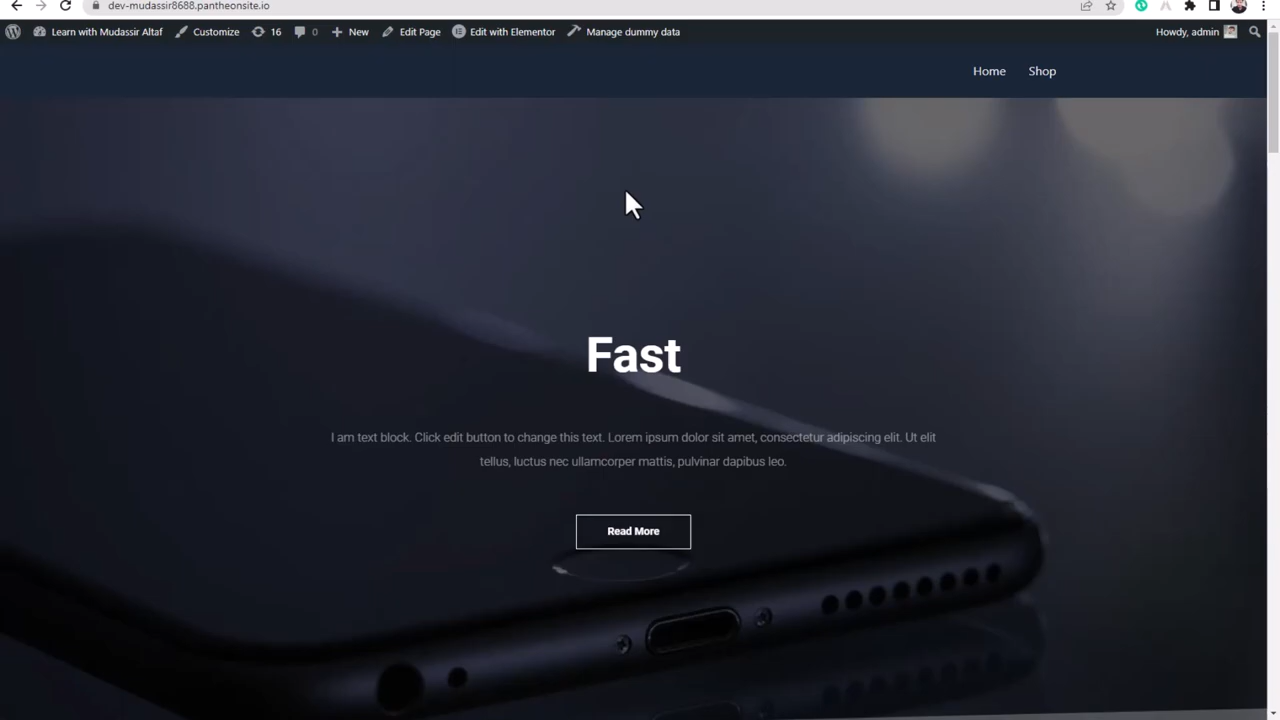 dev-mudassir8688.pantheonsite.io
Learn with Mudassir Altaf Customize 16 0 New Edit Page Edit with Elementor Manage dummy data Howdy, admin
Home Shop
Fast
I am text block. Click edit button to change this text. Lorem ipsum dolor sit amet, consectetur adipiscing elit. Ut elit
tellus, luctus nec ullamcorper mattis, pulvinar dapibus leo.
Read More